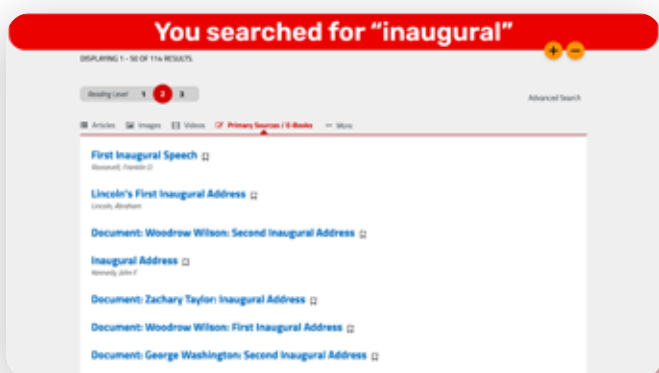 You searched for “inaugural”
DISPLAYING 1 - 50 OF 114 RESULTS.
Reading Level 1 2 3
Advanced Search
Articles Images Videos Primary Sources / E-Books More
First Inaugural Speech
Roosevelt, Franklin D.
Lincoln's First Inaugural Address
Lincoln, Abraham
Document: Woodrow Wilson: Second Inaugural Address
Inaugural Address
Kennedy, John F.
Document: Zachary Taylor: Inaugural Address
Document: Woodrow Wilson: First Inaugural Address
Document: George Washington: Second Inaugural Address